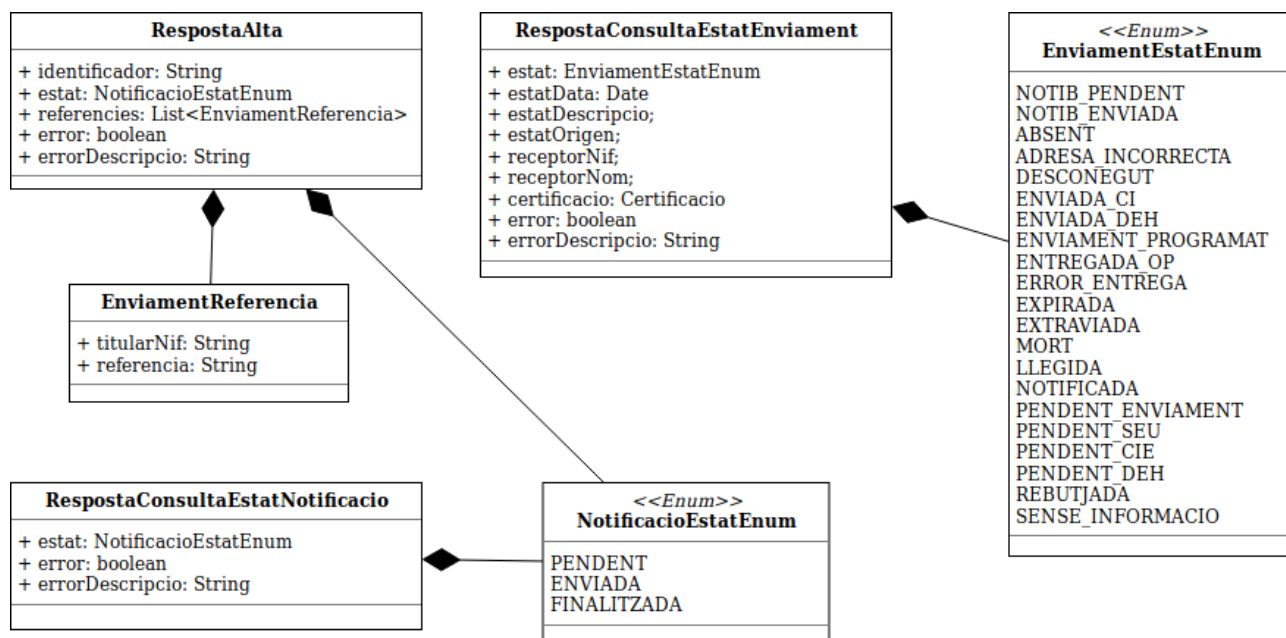 RespostaAlta
+ identificador: String
+ estat: NotificacioEstatEnum
+ referencies: List<EnviamentReferencia>
+ error: boolean
+ errorDescripcio: String
RespostaConsultaEstatEnviament
+ estat: EnviamentEstatEnum
+ estatData: Date
+ estatDescripcio;
+ estatOrigen;
+ receptorNif;
+ receptorNom;
+ certificacio: Certificacio
+ error: boolean
+ errorDescripcio: String
<<Enum>>
EnviamentEstatEnum
NOTIB_PENDENT
NOTIB_ENVIADA
ABSENT
ADRESA_INCORRECTA
DESCONEGUT
ENVIADA_CI
ENVIADA_DEH
ENVIAMENT_PROGRAMAT
ENTREGADA_OP
ERROR_ENTREGA
EXPIRADA
EXTRAVIADA
MORT
LLEGIDA
NOTIFICADA
PENDENT_ENVIAMENT
PENDENT_SEU
PENDENT_CIE
PENDENT_DEH
REBUTJADA
SENSE_INFORMACIO
EnviamentReferencia
+ titularNif: String
+ referencia: String
RespostaConsultaEstatNotificacio
+ estat: NotificacioEstatEnum
+ error: boolean
+ errorDescripcio: String
<<Enum>>
NotificacioEstatEnum
PENDENT
ENVIADA
FINALITZADA